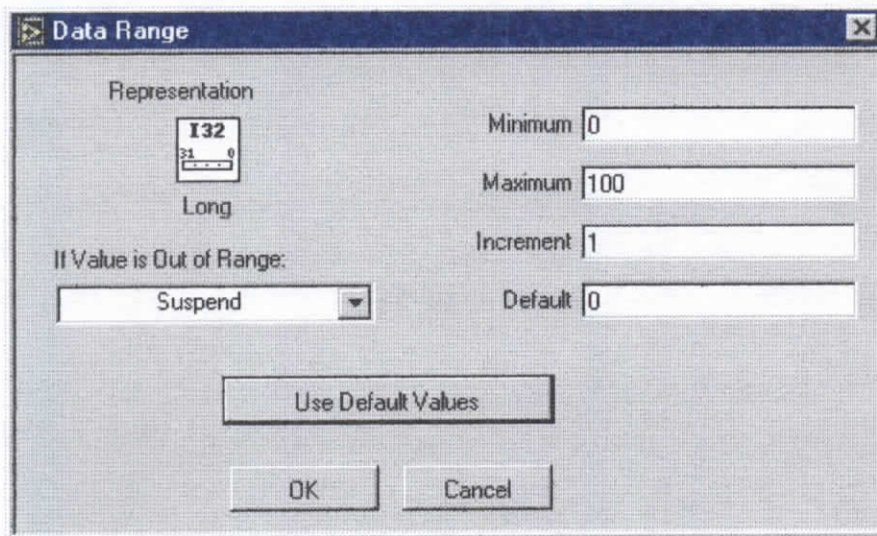 Data Range
Representation
I32
31 0
Long
If Value is Out of Range:
Suspend
Minimum 0
Maximum 100
Increment 1
Default 0
Use Default Values
OK
Cancel